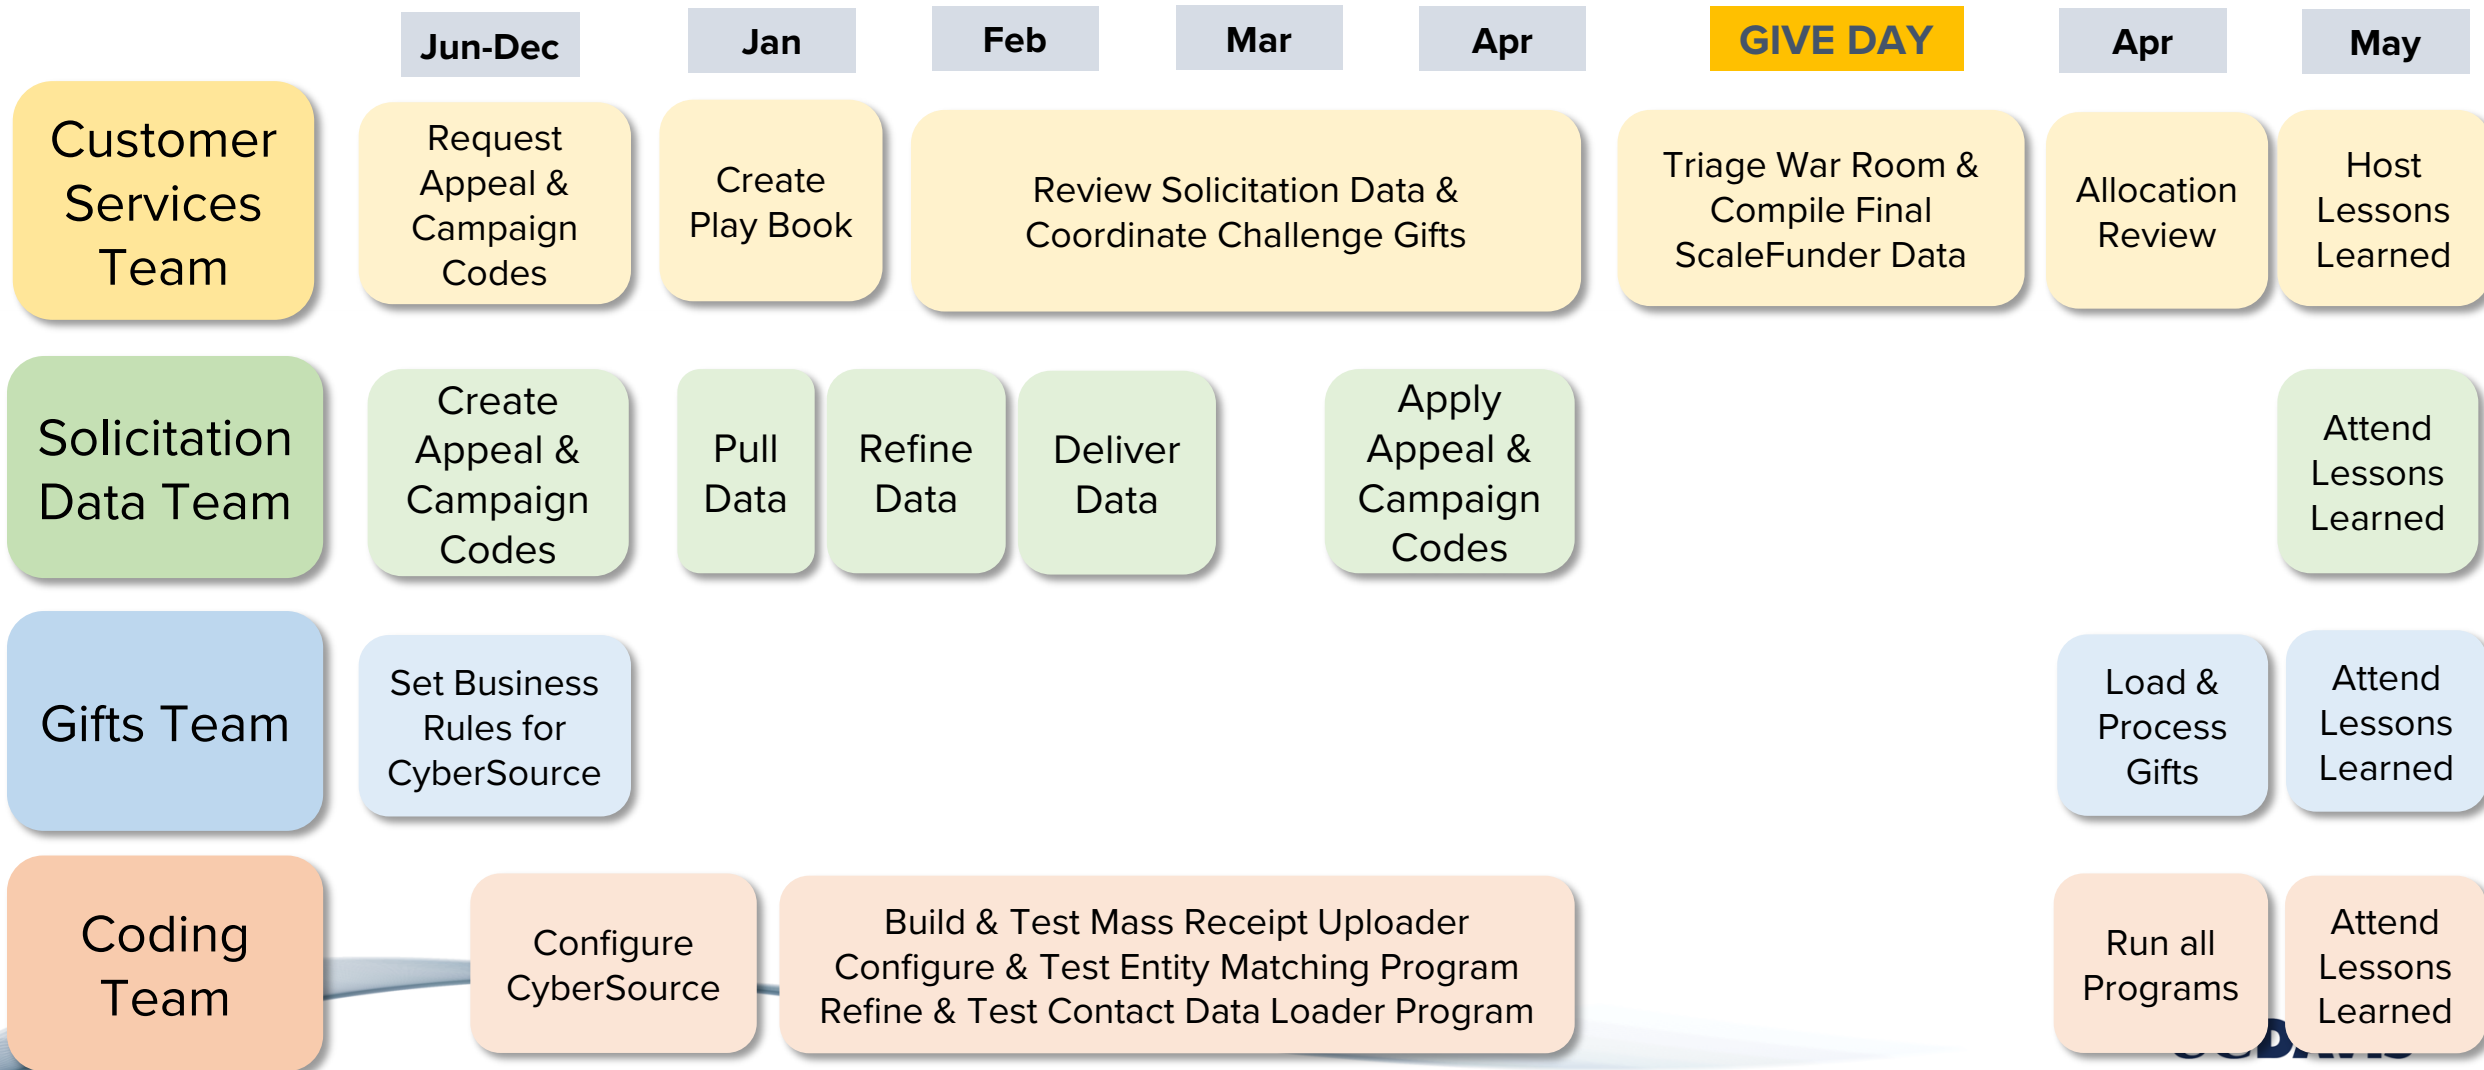 Jun-Dec
Jan
Feb
Mar
Apr
GIVE DAY
Apr
May
Customer
Services
Team
Request
Appeal &
Campaign
Codes
Create
Play Book
Review Solicitation Data &
Coordinate Challenge Gifts
Triage War Room &
Compile Final
ScaleFunder Data
Allocation
Review
Host
Lessons
Learned
Solicitation
Data Team
Create
Appeal &
Campaign
Codes
Pull
Data
Refine
Data
Deliver
Data
Apply
Appeal &
Campaign
Codes
Attend
Lessons
Learned
Gifts Team
Set Business
Rules for
CyberSource
Load &
Process
Gifts
Attend
Lessons
Learned
Coding
Team
Configure
CyberSource
Build & Test Mass Receipt Uploader
Configure & Test Entity Matching Program
Refine & Test Contact Data Loader Program
Run all
Programs
Attend
Lessons
Learned